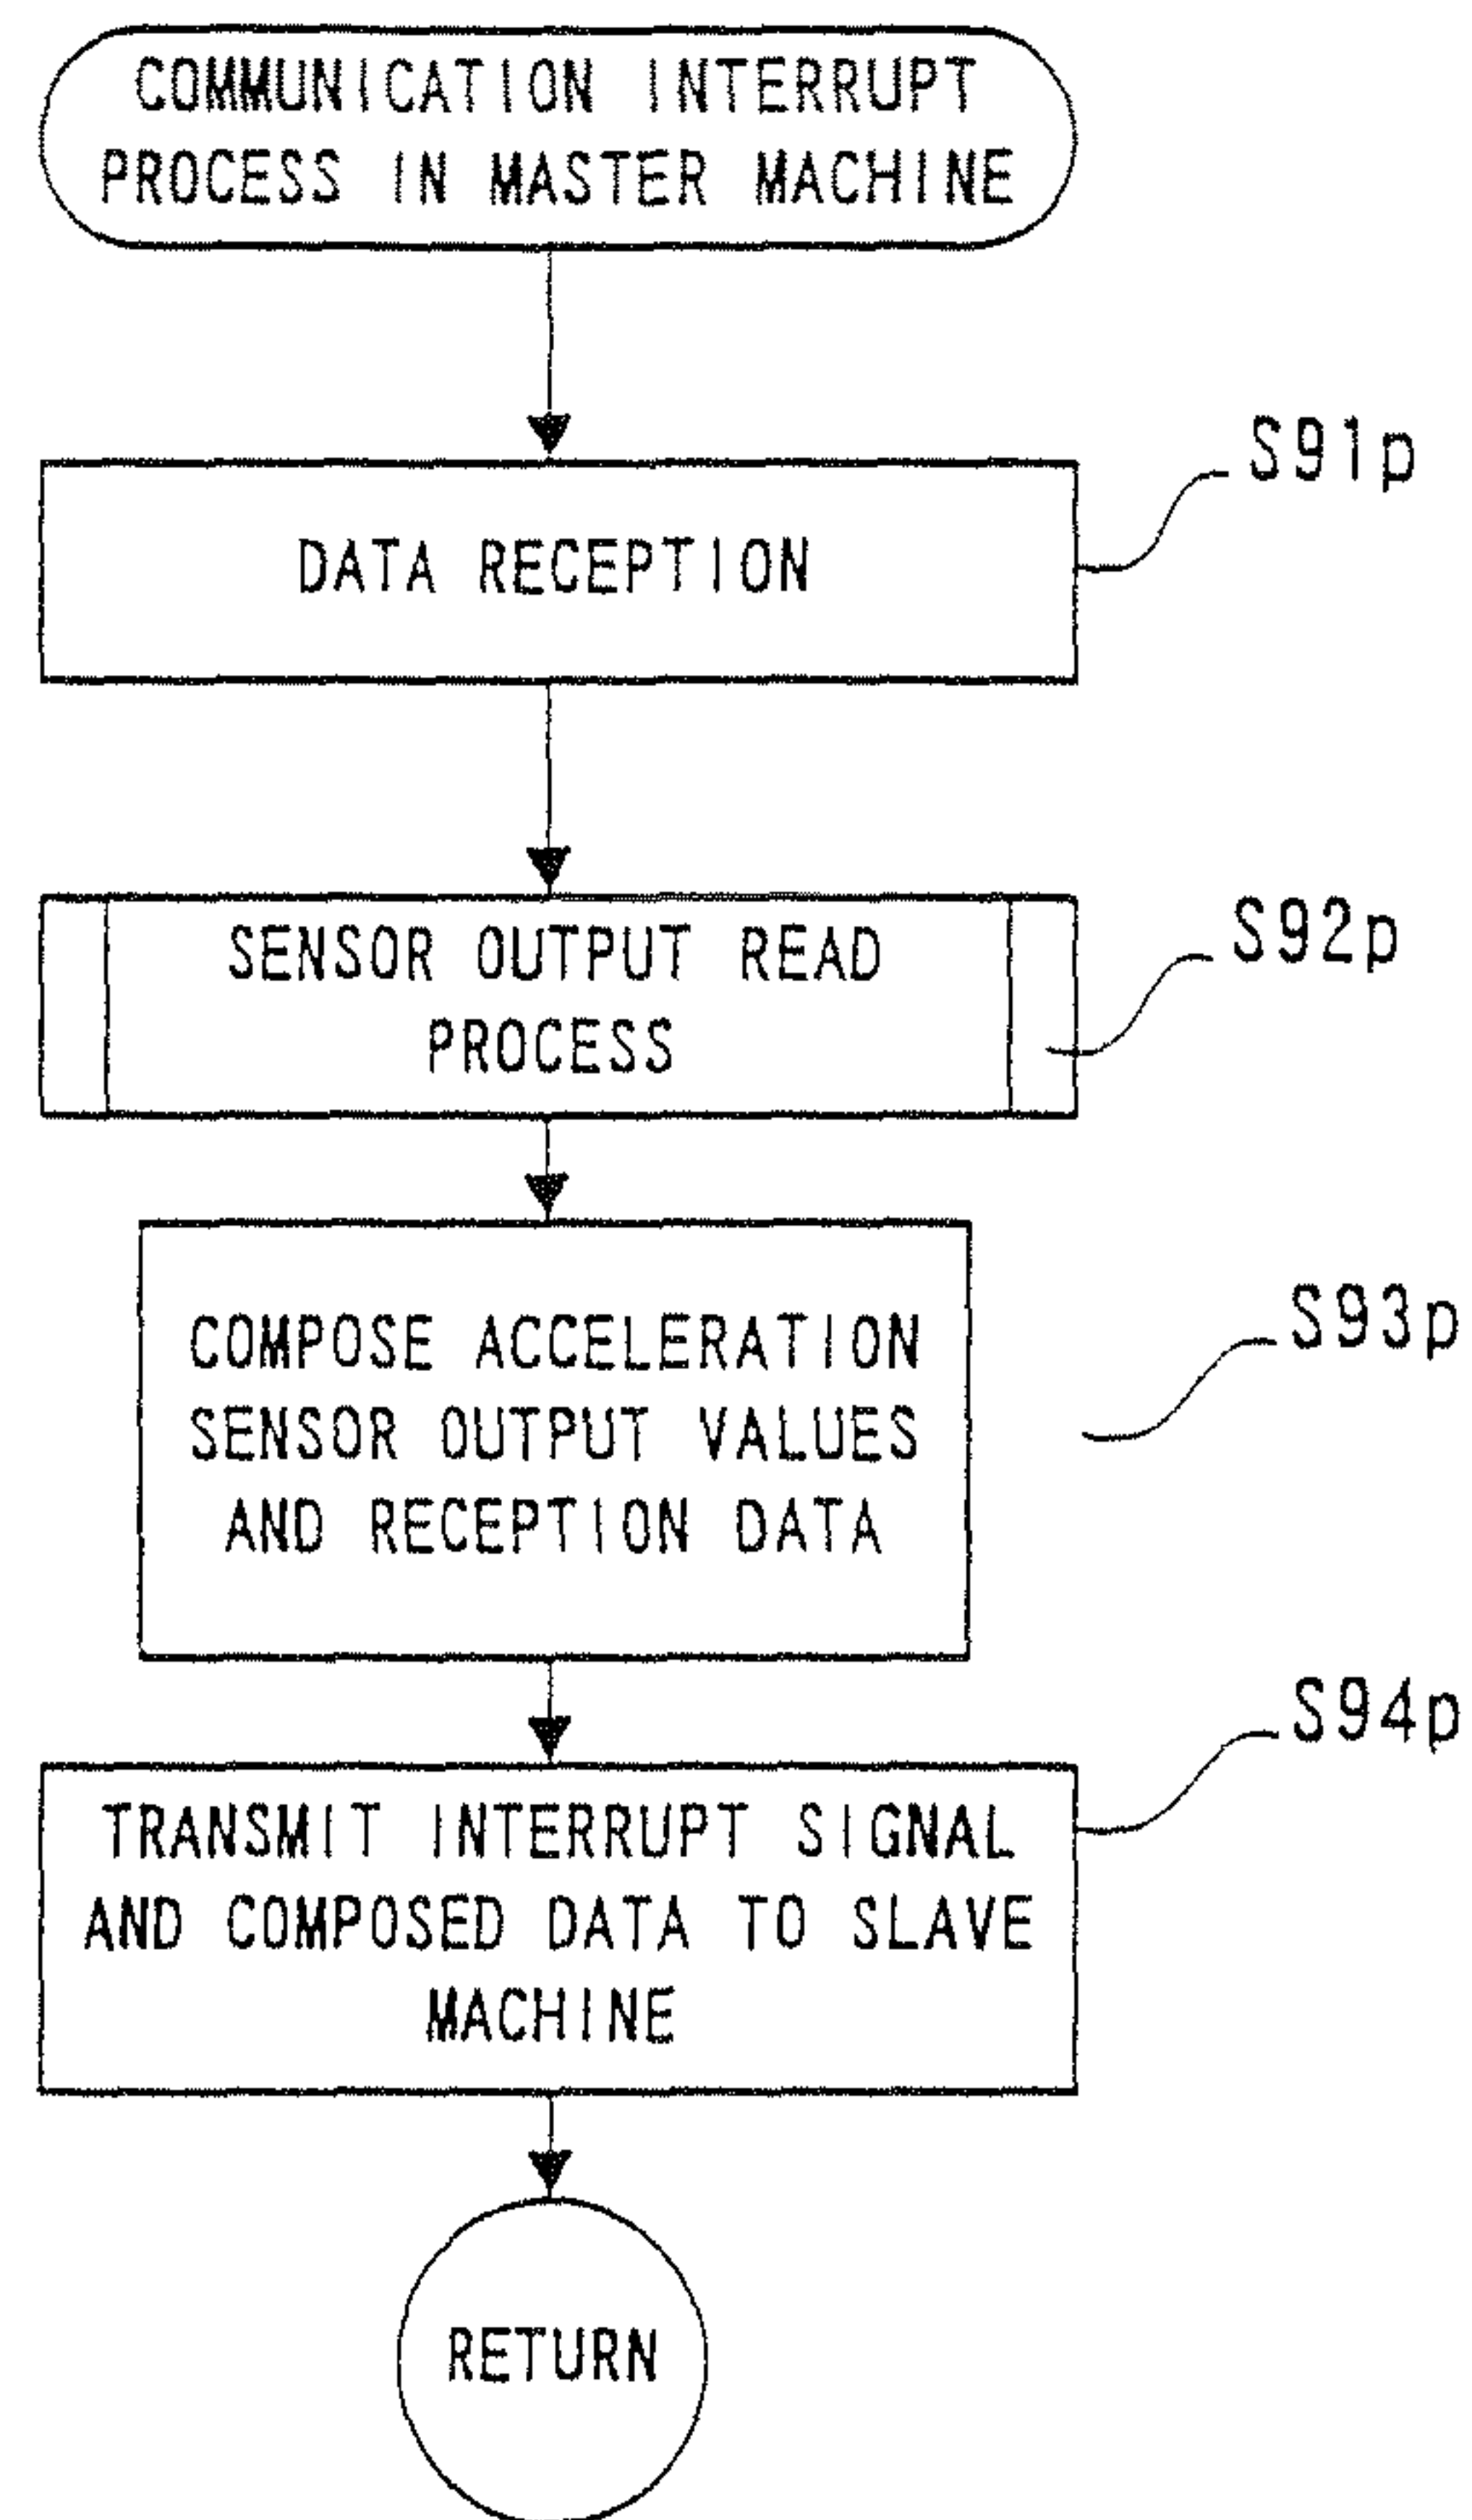 COMMUNICATION INTERRUPT
PROCESS IN MASTER MACHINE
S91p
DATA RECEPTION
S92p
SENSOR OUTPUT READ
PROCESS
S93p
COMPOSE ACCELERATION
SENSOR OUTPUT VALUES
AND RECEPTION DATA
S94p
TRANSMIT INTERRUPT SIGNAL
AND COMPOSED DATA TO SLAVE
MACHINE
RETURN